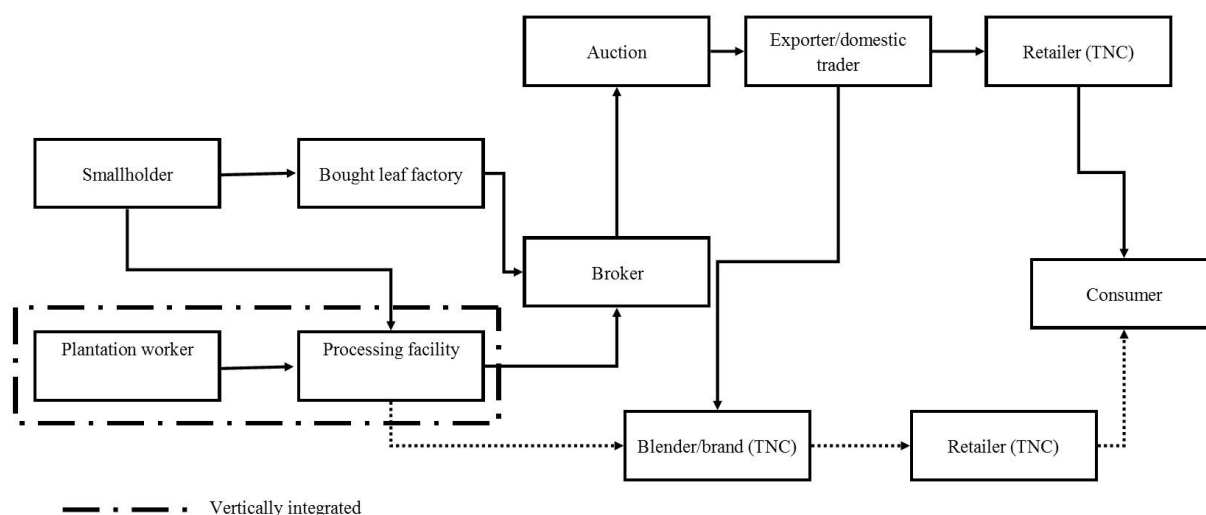 Auction
Exporter/domestic
trader
Retailer (TNC)
Smallholder
Bought leaf factory
Broker
Consumer
Plantation worker
Processing facility
Blender/brand (TNC)
Retailer (TNC)
Vertically integrated